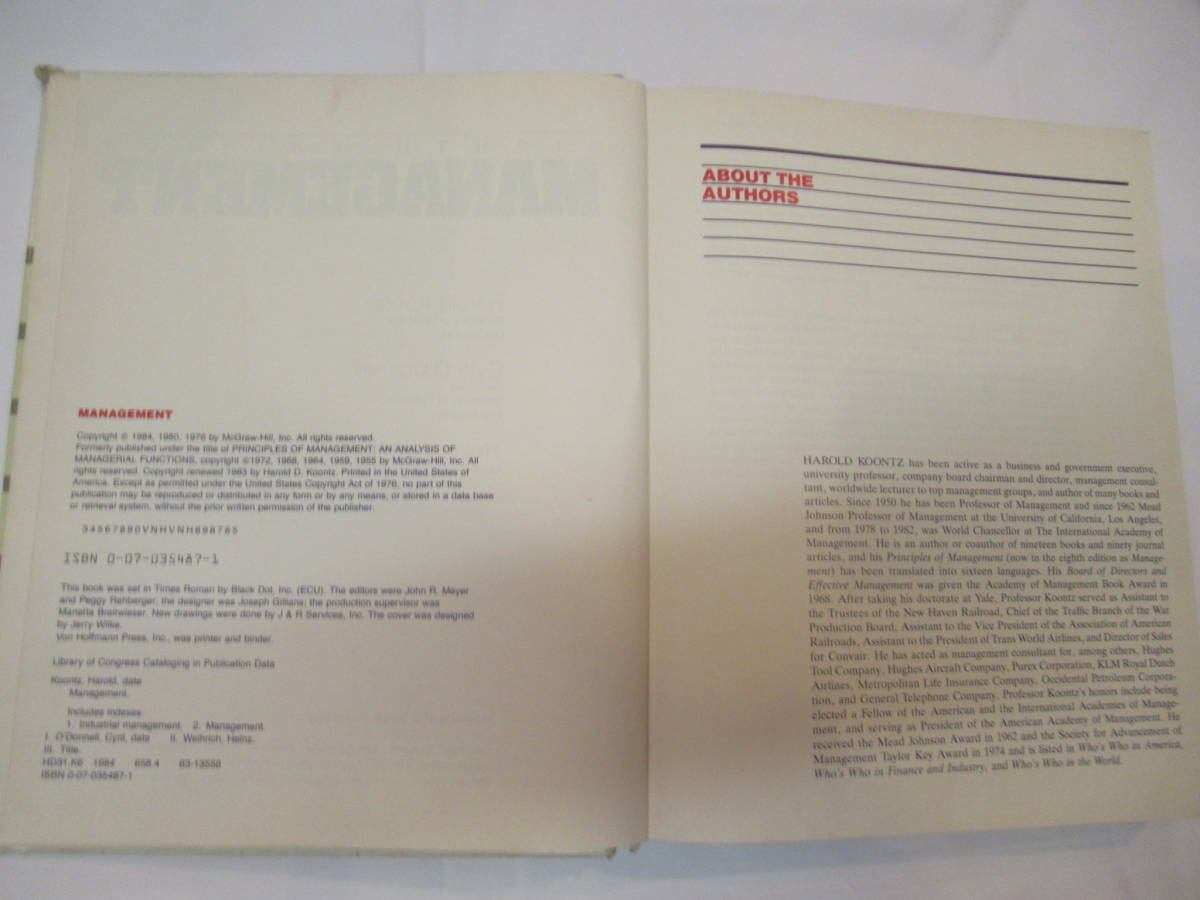 MANAGEMENT
Copyright © 1984, 1980, 1976 by McGraw-Hill, Inc. All rights reserved.
Formerly published under the title of PRINCIPLES OF MANAGEMENT: AN ANALYSIS OF
MANAGERIAL FUNCTIONS, copyright ©1972, 1968, 1964, 1959, 1955 by McGraw-Hill, Inc. All
rights reserved. Copyright renewed 1983 by Harold D. Koontz. Printed in the United States of
America. Except as permitted under the United States Copyright Act of 1976, no part of this
publication may be reproduced or distributed in any form or by any means, or stored in a data base
or retrieval system, without the prior written permission of the publisher.
34567890VNHVNH898765
ISBN 0-07-035487-1
This book was set in Times Roman by Black Dot, Inc. (ECU). The editors were John R. Meyer
and Peggy Rehberger; the designer was Joseph Gillians; the production supervisor was
Marietta Breitwieser. New drawings were done by J & R Services, Inc. The cover was designed
by Jerry Wilke.
Von Hoffmann Press, Inc., was printer and binder.
Library of Congress Cataloging in Publication Data
Koontz, Harold, date
Management.
Includes indexes.
1. Industrial management. 2. Management.
I. O'Donnell, Cyril, date II. Weihrich, Heinz.
III. Title.
HD31.K6 1984 658.4 83-13558
ISBN 0-07-035487-1
ABOUT THE
AUTHORS
HAROLD KOONTZ has been active as a business and government executive,
university professor, company board chairman and director, management consul-
tant, worldwide lecturer to top management groups, and author of many books and
articles. Since 1950 he has been Professor of Management and since 1962 Mead
Johnson Professor of Management at the University of California, Los Angeles,
and from 1978 to 1982, was World Chancellor at The International Academy of
Management. He is an author or coauthor of nineteen books and ninety journal
articles, and his Principles of Management (now in the eighth edition as Manage-
ment) has been translated into sixteen languages. His Board of Directors and
Effective Management was given the Academy of Management Book Award in
1968. After taking his doctorate at Yale, Professor Koontz served as Assistant to
the Trustees of the New Haven Railroad, Chief of the Traffic Branch of the War
Production Board, Assistant to the Vice President of the Association of American
Railroads, Assistant to the President of Trans World Airlines, and Director of Sales
for Convair. He has acted as management consultant for, among others, Hughes
Tool Company, Hughes Aircraft Company, Purex Corporation, KLM Royal Dutch
Airlines, Metropolitan Life Insurance Company, Occidental Petroleum Corpora-
tion, and General Telephone Company. Professor Koontz's honors include being
elected a Fellow of the American and the International Academies of Manage-
ment, and serving as President of the American Academy of Management. He
received the Mead Johnson Award in 1962 and the Society for Advancement of
Management Taylor Key Award in 1974 and is listed in Who's Who in America,
Who's Who in Finance and Industry, and Who's Who in the World.